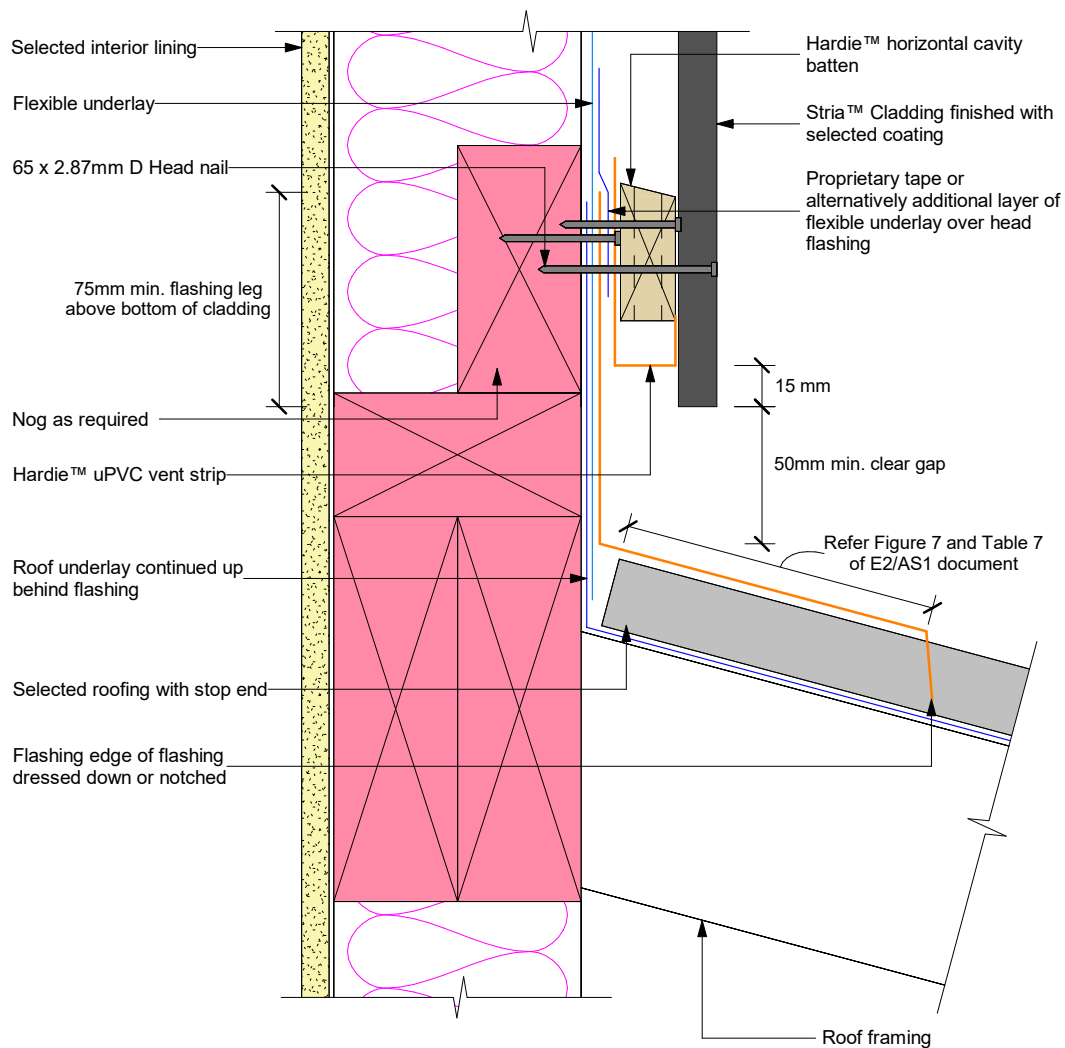 Selected interior lining
Flexible underlay
65 x 2.87mm D Head nail
75mm min. flashing leg
above bottom of cladding
Nog as required
Hardie™ uPVC vent strip
Roof underlay continued up
behind flashing
Selected roofing with stop end
Flashing edge of flashing
dressed down or notched
Hardie™ horizontal cavity
batten
Stria™ Cladding finished with
selected coating
Proprietary tape or
alternatively additional layer of
flexible underlay over head
flashing
15 mm
50mm min. clear gap
Refer Figure 7 and Table 7
of E2/AS1 document
Roof framing